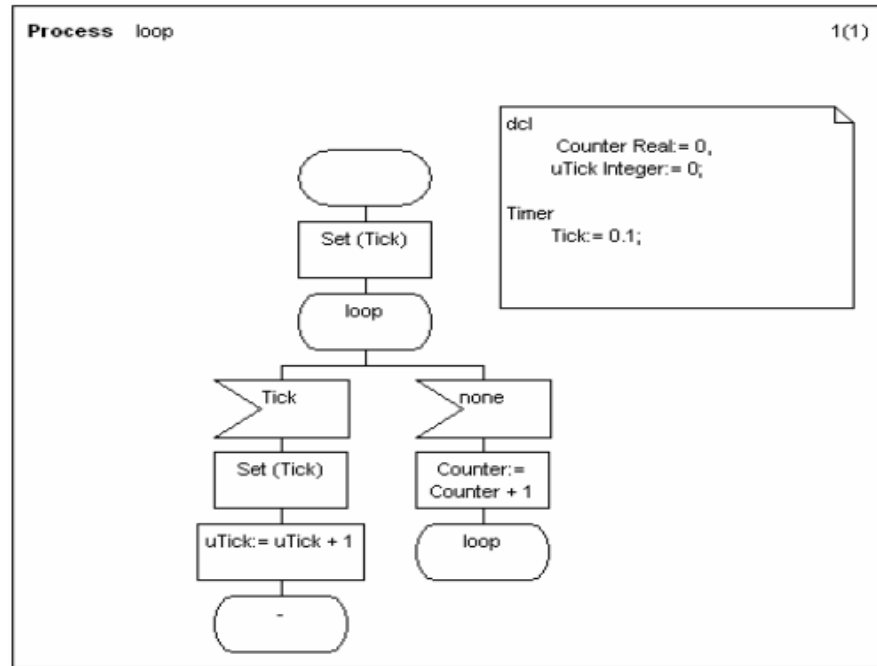 Process loop 1(1)
dcl
Counter Real:= 0,
uTick Integer:= 0;
Timer
Tick:= 0.1;
Set (Tick)
loop
Tick
none
Set (Tick)
Counter:=
Counter + 1
uTick:= uTick + 1
loop
-